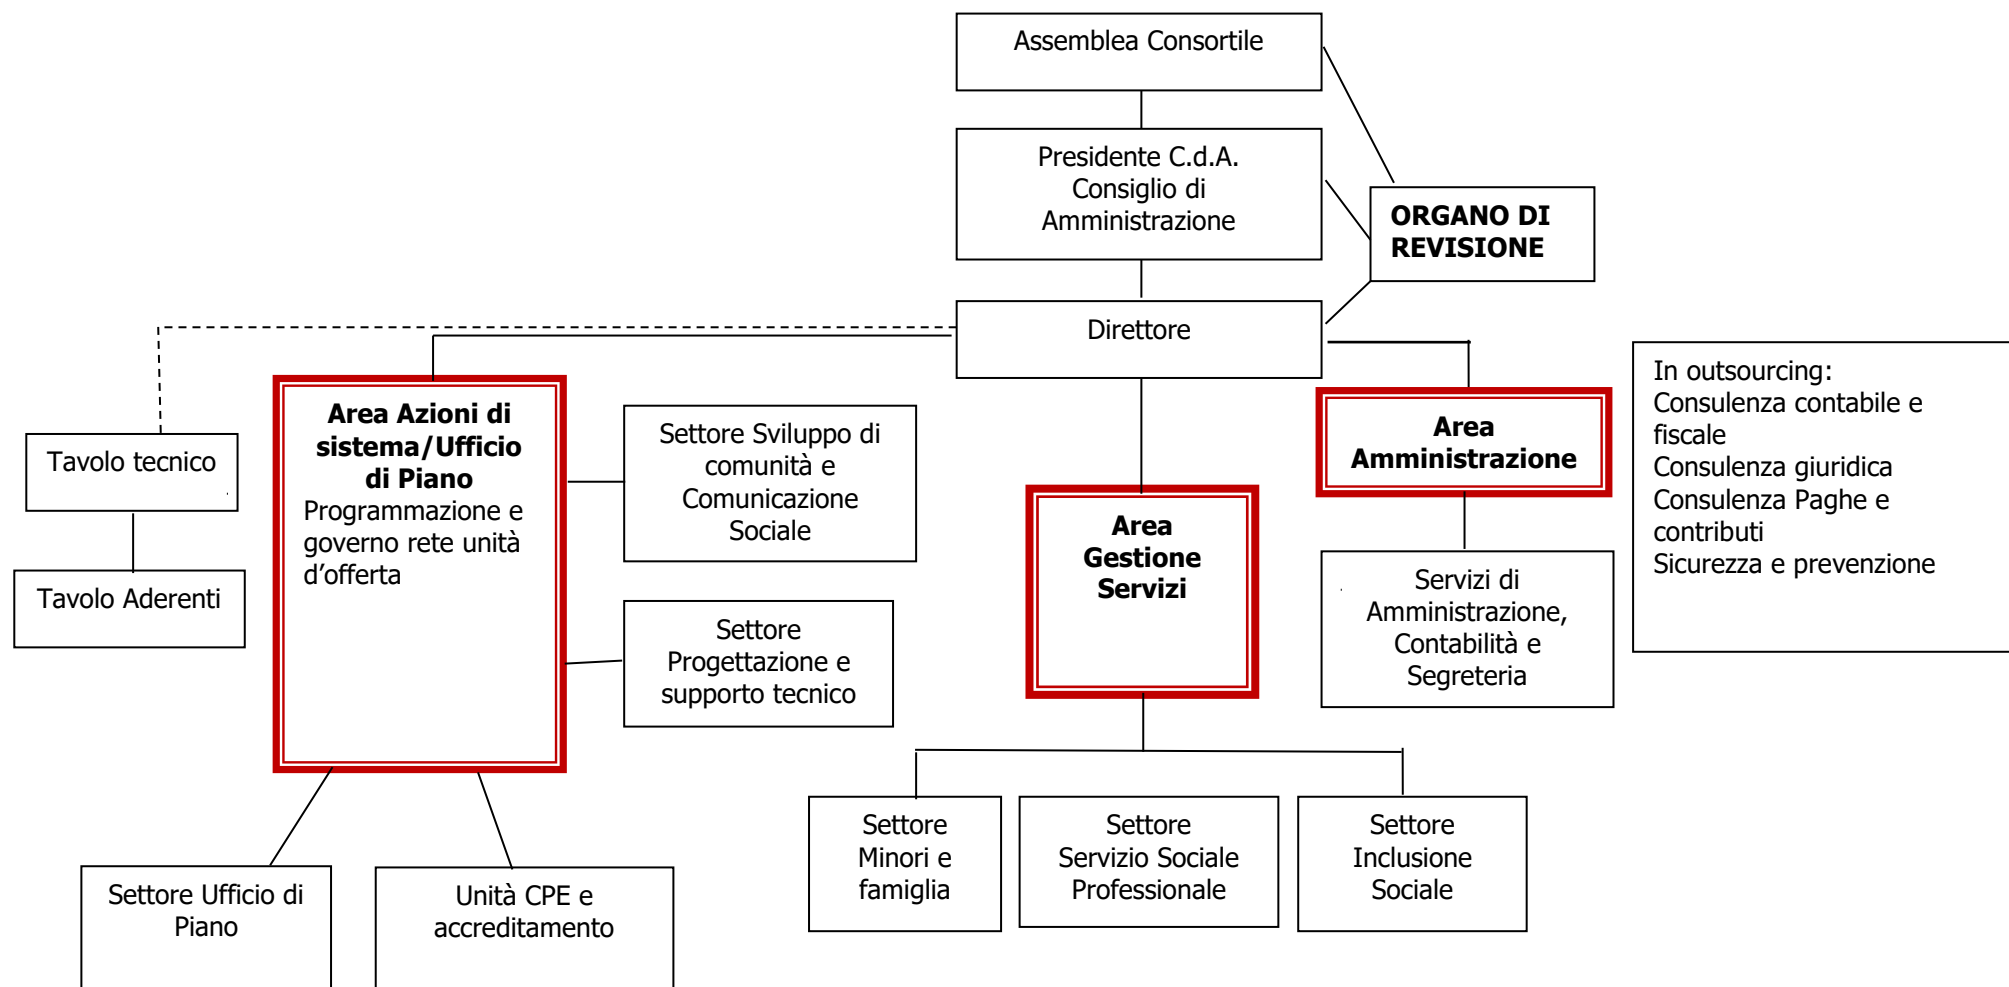 Assemblea Consortile
Presidente C.d.A.
Consiglio di
Amministrazione
ORGANO DI
REVISIONE
Direttore
Tavolo tecnico
Tavolo Aderenti
Area Azioni di
sistema/Ufficio
di Piano
Programmazione e
governo rete unità
d’offerta
Settore Sviluppo di
comunità e
Comunicazione
Sociale
Settore
Progettazione e
supporto tecnico
Area
Gestione
Servizi
Area
Amministrazione
Servizi di
Amministrazione,
Contabilità e
Segreteria
In outsourcing:
Consulenza contabile e
fiscale
Consulenza giuridica
Consulenza Paghe e
contributi
Sicurezza e prevenzione
Settore Ufficio di
Piano
Unità CPE e
accreditamento
Settore
Minori e
famiglia
Settore
Servizio Sociale
Professionale
Settore
Inclusione
Sociale